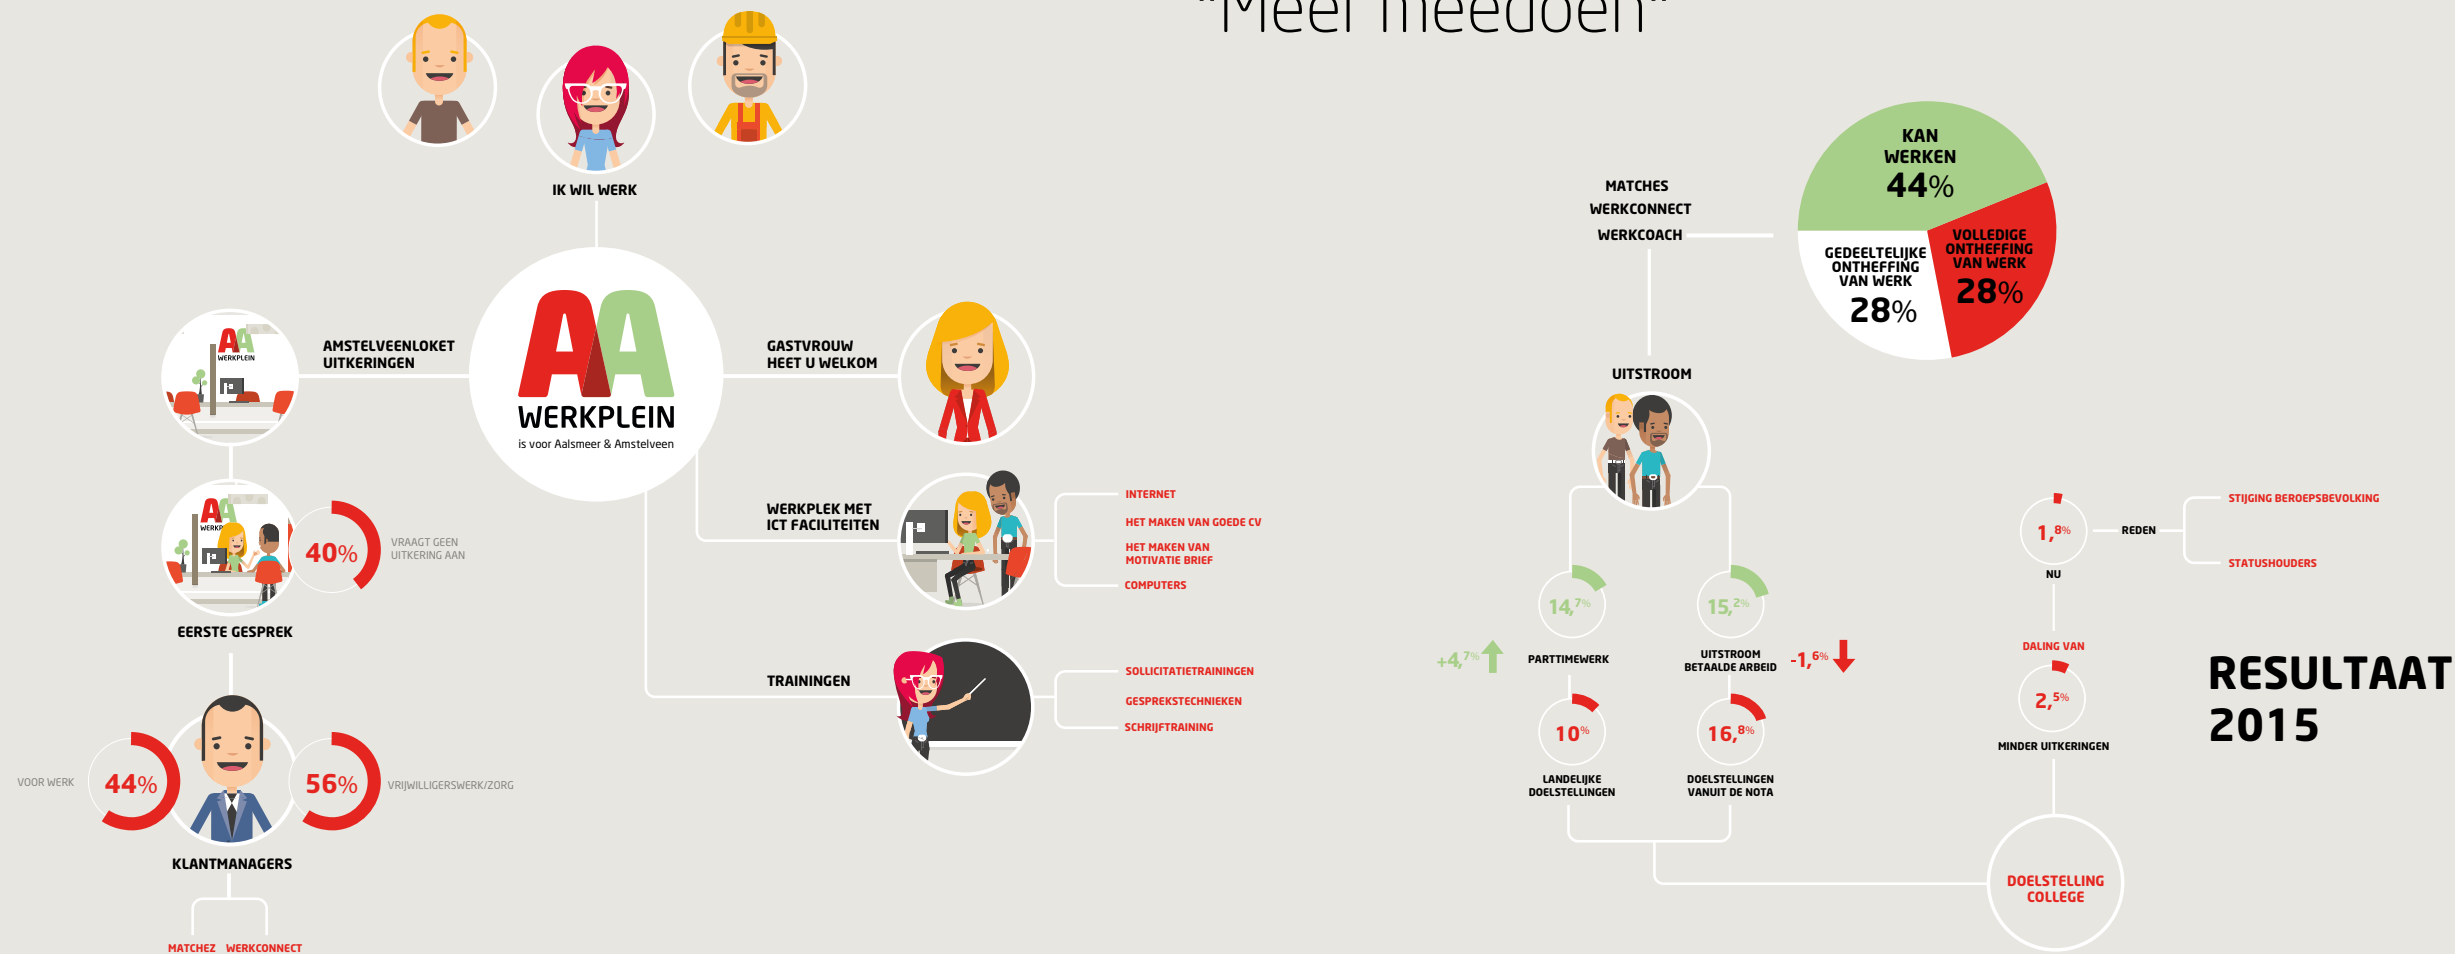 "Meer meedoen"
IK WIL WERK
AA
WERKPLEIN
is voor Aalsmeer & Amstelveen
AMSTELVEENLOKET
UITKERINGEN
AA
WERKPLEIN
GASTVROUW
HEET U WELKOM
AA
WERKP
40%
VRAAGT GEEN
UITKERING AAN
EERSTE GESPREK
VOOR WERK
44%
56%
VRIJWILLIGERSWERK/ZORG
KLANTMANAGERS
MATCHEZ
WERKCONNECT
WERKPLEK MET
ICT FACILITEITEN
INTERNET
HET MAKEN VAN GOEDE CV
HET MAKEN VAN
MOTIVATIE BRIEF
COMPUTERS
TRAININGEN
SOLLICITATIETRAININGEN
GESPREKSTECHNIEKEN
SCHRIJFTRAINING
MATCHES
WERKCONNECT
WERKCOACH
KAN
WERKEN
44%
VOLLEDIGE
ONTHEFFING
VAN WERK
28%
GEDEELTELIJKE
ONTHEFFING
VAN WERK
28%
UITSTROOM
14,7%
+4,7%
PARTTIMEWERK
10%
LANDELIJKE
DOELSTELLINGEN
15,2%
UITSTROOM
BETAALDE ARBEID
-1,6%
16,8%
DOELSTELLINGEN
VANUIT DE NOTA
1,8%
NU
REDEN
STIJGING BEROEPSBEVOLKING
STATUSHOUDERS
DALING VAN
2,5%
MINDER UITKERINGEN
DOELSTELLING
COLLEGE
RESULTAAT
2015